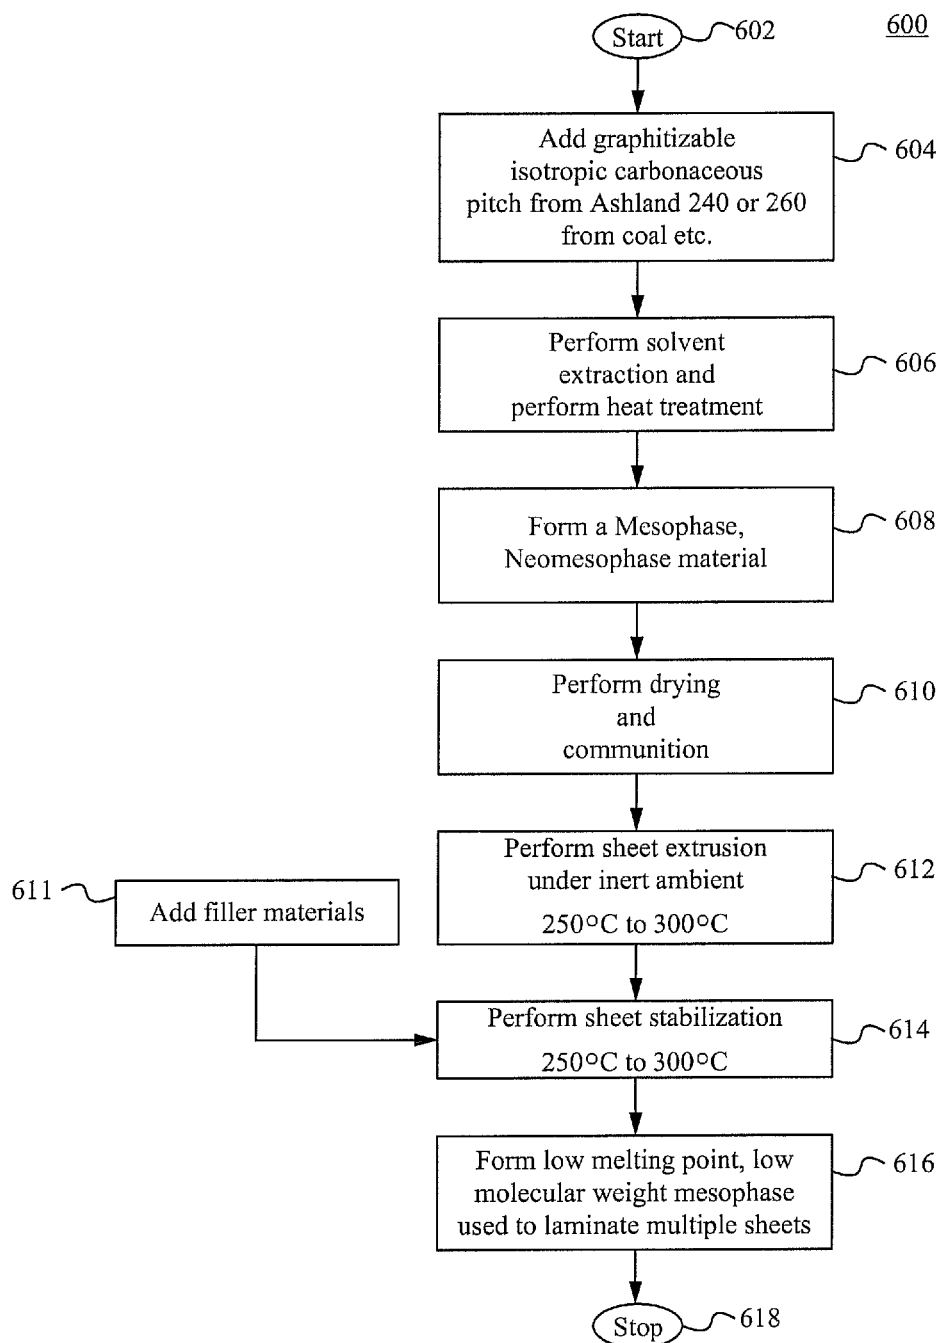 600
Start
602
Add graphitizable
isotropic carbonaceous
pitch from Ashland 240 or 260
from coal etc.
604
Perform solvent
extraction and
perform heat treatment
606
Form a Mesophase,
Neomesophase material
608
Perform drying
and
communition
610
Perform sheet extrusion
under inert ambient
250°C to 300°C
612
611
Add filler materials
Perform sheet stabilization
250°C to 300°C
614
Form low melting point, low
molecular weight mesophase
used to laminate multiple sheets
616
Stop
618